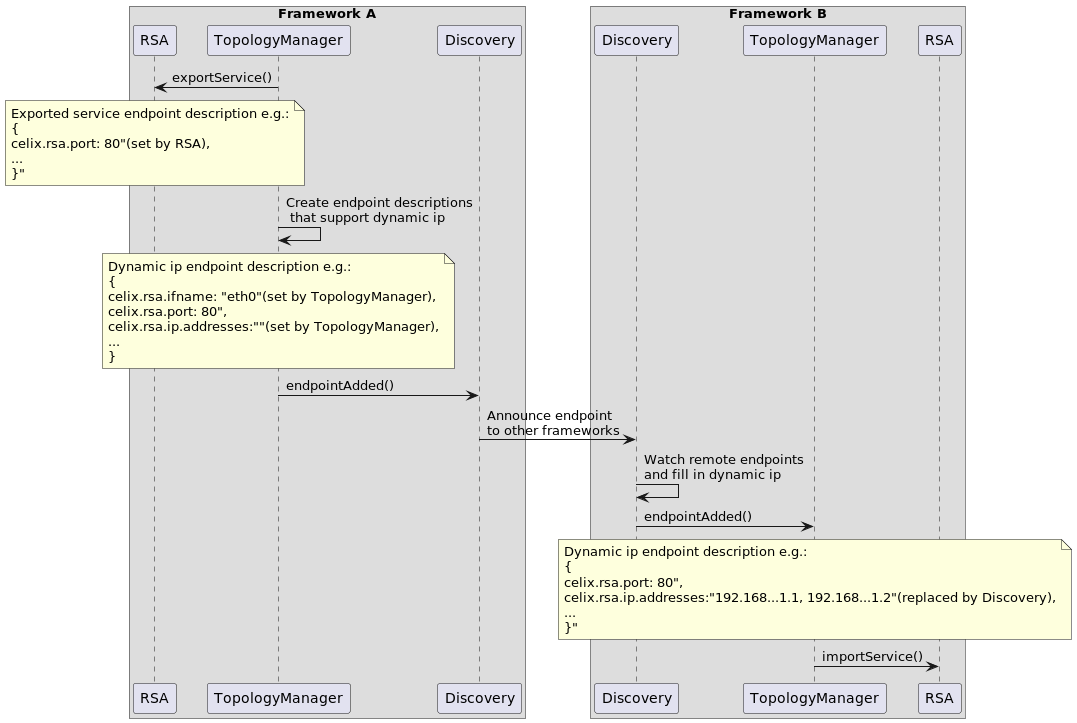 Framework A
Framework B
RSA
TopologyManager
Discovery
Discovery
TopologyManager
RSA
exportService()
Exported service endpoint description e.g.:
{
celix.rsa.port: 80"(set by RSA),
...
}"
Create endpoint descriptions
that support dynamic ip
Dynamic ip endpoint description e.g.:
{
celix.rsa.ifname: "eth0"(set by TopologyManager),
celix.rsa.port: 80",
celix.rsa.ip.addresses:""(set by TopologyManager),
...
}
endpointAdded()
Announce endpoint
to other frameworks
Watch remote endpoints
and fill in dynamic ip
endpointAdded()
Dynamic ip endpoint description e.g.:
{
celix.rsa.port: 80",
celix.rsa.ip.addresses:"192.168...1.1, 192.168...1.2"(replaced by Discovery),
...
}"
importService()
RSA
TopologyManager
Discovery
Discovery
TopologyManager
RSA